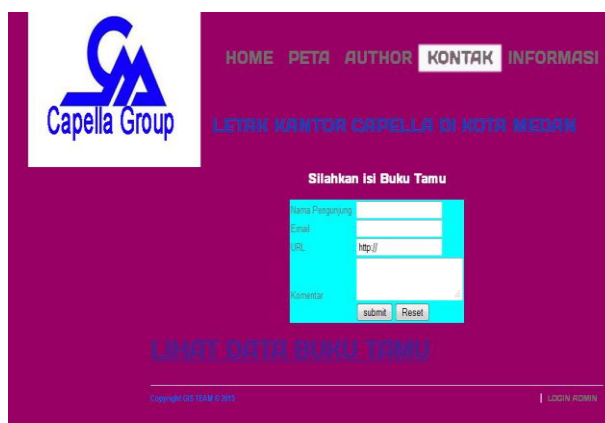 Capella Group
HOME PETA AUTHOR KONTAK INFORMASI
LETAK KANTOR CAPELLA DI KOTA MEDAN
Silahkan isi Buku Tamu
Nama Pengunjung
Email
URL http://
Komentar
submit Reset
LIHAT DATA BUKU TAMU
Copyright GIS TEAM © 2013
LOGIN ADMIN